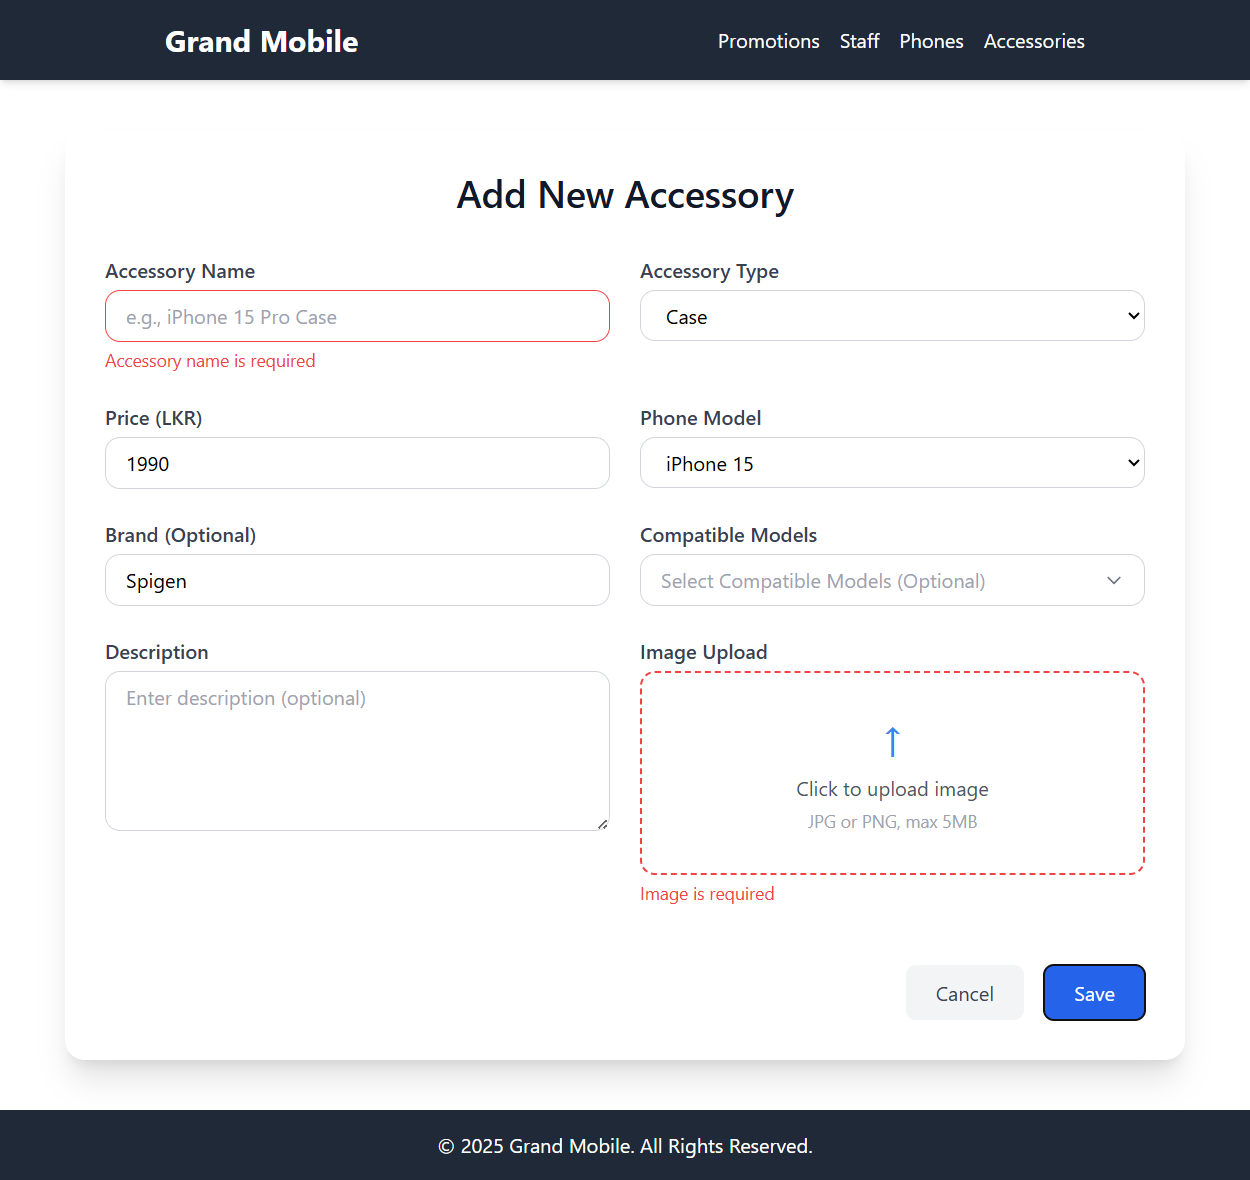 Grand Mobile
Promotions Staff Phones Accessories
Add New Accessory
Accessory Name
e.g., iPhone 15 Pro Case
Accessory name is required
Accessory Type
Case
Price (LKR)
1990
Phone Model
iPhone 15
Brand (Optional)
Spigen
Compatible Models
Select Compatible Models (Optional)
Description
Enter description (optional)
Image Upload
↑
Click to upload image
JPG or PNG, max 5MB
Image is required
Cancel
Save
© 2025 Grand Mobile. All Rights Reserved.